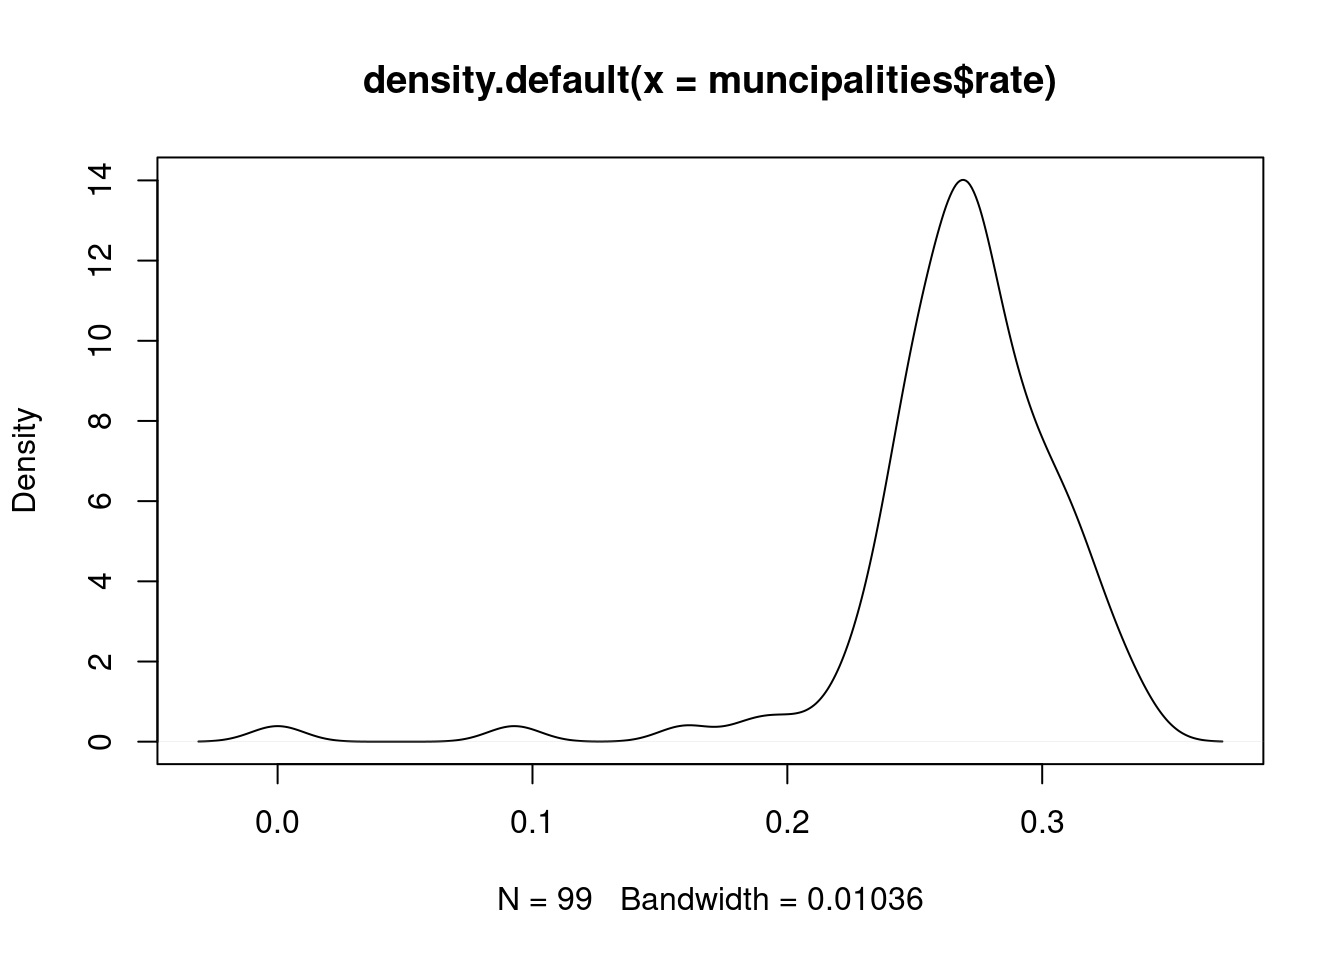 density.default(x = muncipalities$rate)
14
12
10
8
6
4
2
0
Density
0.0 0.1 0.2 0.3
N = 99 Bandwidth = 0.01036